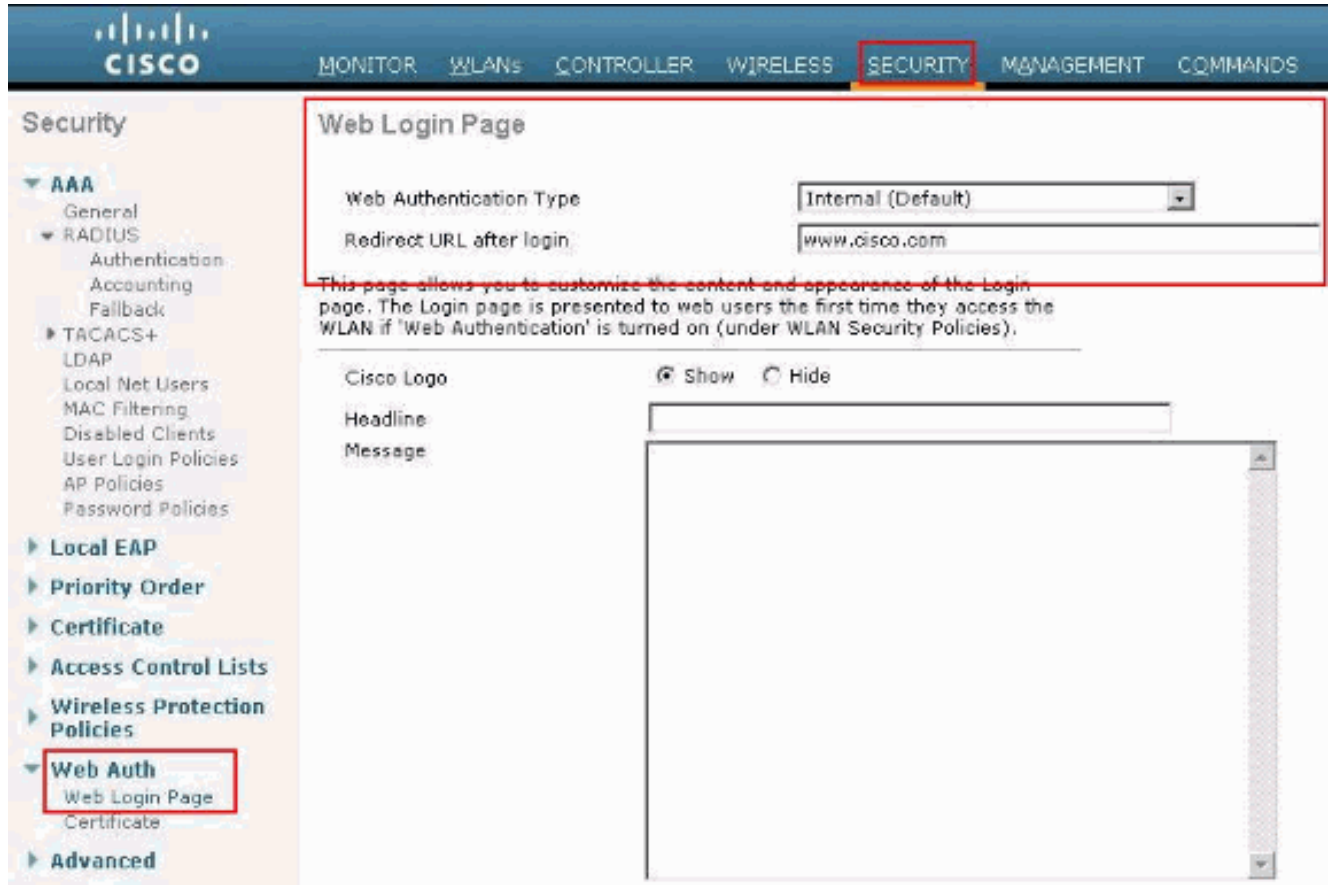 CISCO
MONITOR WLANs CONTROLLER WIRELESS SECURITY MANAGEMENT COMMANDS
Security
AAA
General
RADIUS
Authentication
Accounting
Fallback
TACACS+
LDAP
Local Net Users
MAC Filtering
Disabled Clients
User Login Policies
AP Policies
Password Policies
Local EAP
Priority Order
Certificate
Access Control Lists
Wireless Protection
Policies
Web Auth
Web Login Page
Certificate
Advanced
Web Login Page
Web Authentication Type Internal (Default)
Redirect URL after login www.cisco.com
This page allows you to customize the content and appearance of the Login
page. The Login page is presented to web users the first time they access the
WLAN if 'Web Authentication' is turned on (under WLAN Security Policies).
Cisco Logo Show Hide
Headline
Message